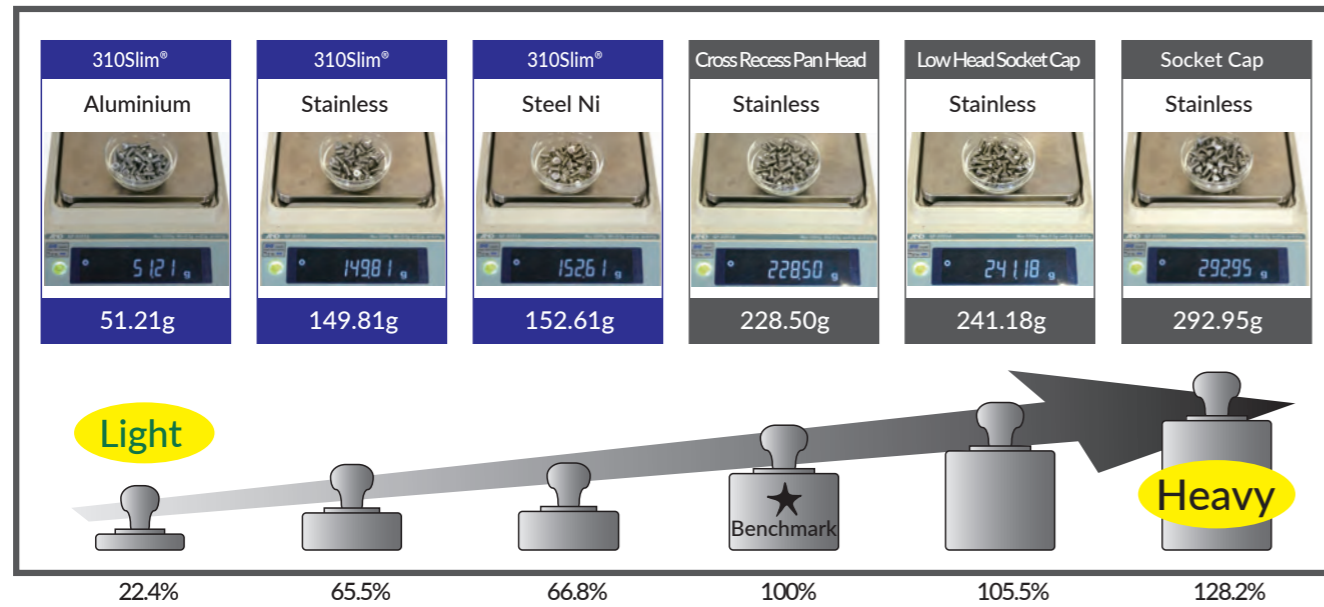 310Slim®
Aluminium
51.21 g
51.21g
310Slim®
Stainless
149.81 g
149.81g
310Slim®
Steel Ni
152.61 g
152.61g
Cross Recess Pan Head
Stainless
228.50 g
228.50g
Low Head Socket Cap
Stainless
241.18 g
241.18g
Socket Cap
Stainless
292.95 g
292.95g
Light
Benchmark
Heavy
22.4%
65.5%
66.8%
100%
105.5%
128.2%